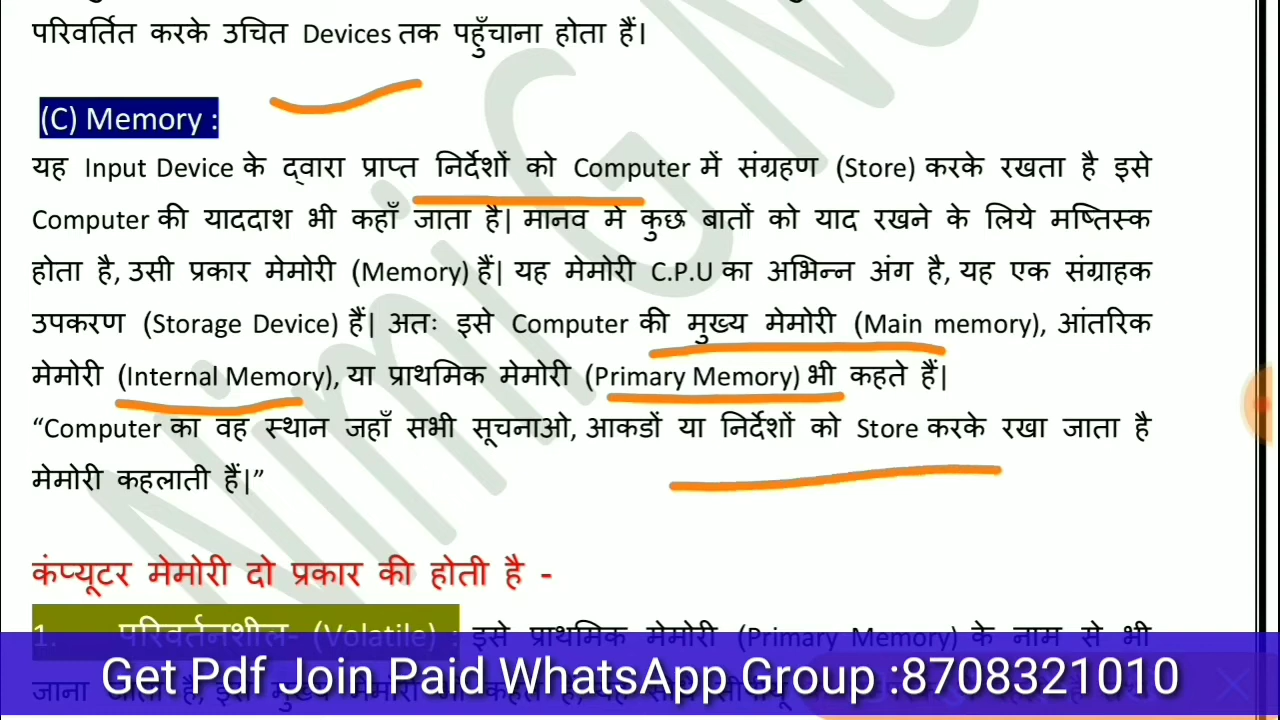 परिवर्तित करके उचित Devices तक पहुँचाना होता हैं।
(C) Memory :
यह Input Device के द्वारा प्राप्त निर्देशों को Computer में संग्रहण (Store) करके रखता है इसे
Computer की याददाश भी कहाँ जाता है| मानव मे कुछ बातों को याद रखने के लिये मष्तिस्क
होता है, उसी प्रकार मेमोरी (Memory) हैं| यह मेमोरी C.P.U का अभिन्न अंग है, यह एक संग्राहक
उपकरण (Storage Device) हैं| अतः इसे Computer की मुख्य मेमोरी (Main memory), आंतरिक
मेमोरी (Internal Memory), या प्राथमिक मेमोरी (Primary Memory) भी कहते हैं|
“Computer का वह स्थान जहाँ सभी सूचनाओ, आकडों या निर्देशों को Store करके रखा जाता है
मेमोरी कहलाती हैं|”
कंप्यूटर मेमोरी दो प्रकार की होती है -
1. परिवर्तनशील- (Volatile) : इसे प्राथमिक मेमोरी (Primary Memory) के नाम से भी
जाना जाता है, इसे मुख्य मेमोरी भी कहते है,
Get Pdf Join Paid WhatsApp Group :8708321010